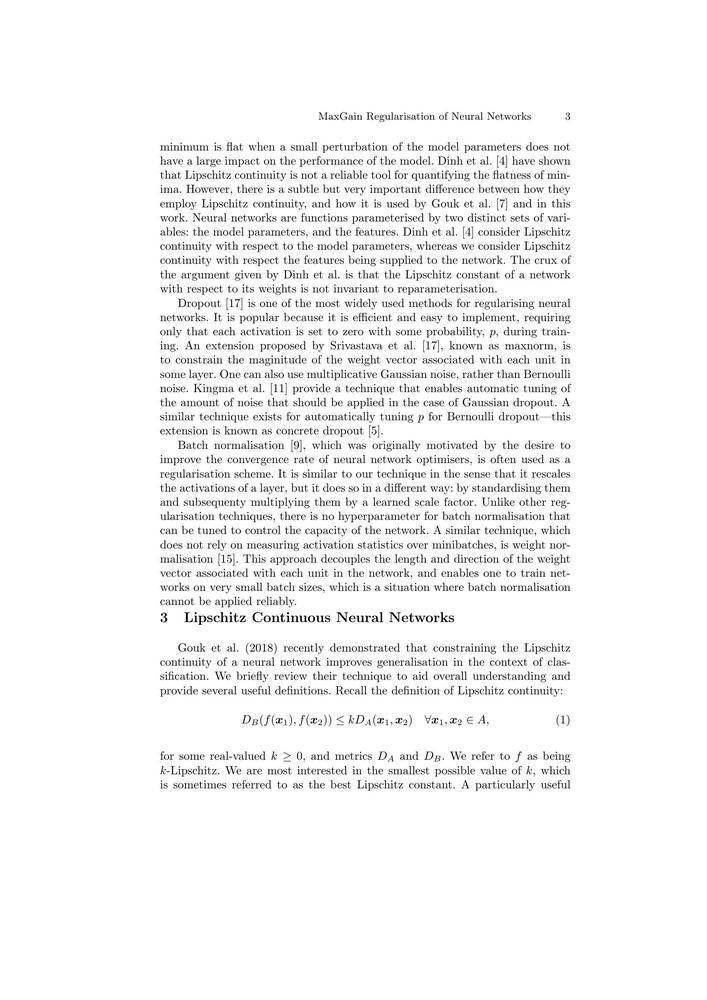 MaxGain Regularisation of Neural Networks 3
minimum is flat when a small perturbation of the model parameters does not
have a large impact on the performance of the model. Dinh et al. [4] have shown
that Lipschitz continuity is not a reliable tool for quantifying the flatness of min-
ima. However, there is a subtle but very important difference between how they
employ Lipschitz continuity, and how it is used by Gouk et al. [7] and in this
work. Neural networks are functions parameterised by two distinct sets of vari-
ables: the model parameters, and the features. Dinh et al. [4] consider Lipschitz
continuity with respect to the model parameters, whereas we consider Lipschitz
continuity with respect the features being supplied to the network. The crux of
the argument given by Dinh et al. is that the Lipschitz constant of a network
with respect to its weights is not invariant to reparameterisation.
Dropout [17] is one of the most widely used methods for regularising neural
networks. It is popular because it is efficient and easy to implement, requiring
only that each activation is set to zero with some probability, p, during train-
ing. An extension proposed by Srivastava et al. [17], known as maxnorm, is
to constrain the maginitude of the weight vector associated with each unit in
some layer. One can also use multiplicative Gaussian noise, rather than Bernoulli
noise. Kingma et al. [11] provide a technique that enables automatic tuning of
the amount of noise that should be applied in the case of Gaussian dropout. A
similar technique exists for automatically tuning p for Bernoulli dropout—this
extension is known as concrete dropout [5].
Batch normalisation [9], which was originally motivated by the desire to
improve the convergence rate of neural network optimisers, is often used as a
regularisation scheme. It is similar to our technique in the sense that it rescales
the activations of a layer, but it does so in a different way: by standardising them
and subsequenty multiplying them by a learned scale factor. Unlike other reg-
ularisation techniques, there is no hyperparameter for batch normalisation that
can be tuned to control the capacity of the network. A similar technique, which
does not rely on measuring activation statistics over minibatches, is weight nor-
malisation [15]. This approach decouples the length and direction of the weight
vector associated with each unit in the network, and enables one to train net-
works on very small batch sizes, which is a situation where batch normalisation
cannot be applied reliably.
3 Lipschitz Continuous Neural Networks
Gouk et al. (2018) recently demonstrated that constraining the Lipschitz
continuity of a neural network improves generalisation in the context of clas-
sification. We briefly review their technique to aid overall understanding and
provide several useful definitions. Recall the definition of Lipschitz continuity:
D_B(f(x₁), f(x₂)) ≤ kD_A(x₁, x₂) ∀x₁, x₂ ∈ A, (1)
for some real-valued k ≥ 0, and metrics D_A and D_B. We refer to f as being
k-Lipschitz. We are most interested in the smallest possible value of k, which
is sometimes referred to as the best Lipschitz constant. A particularly useful